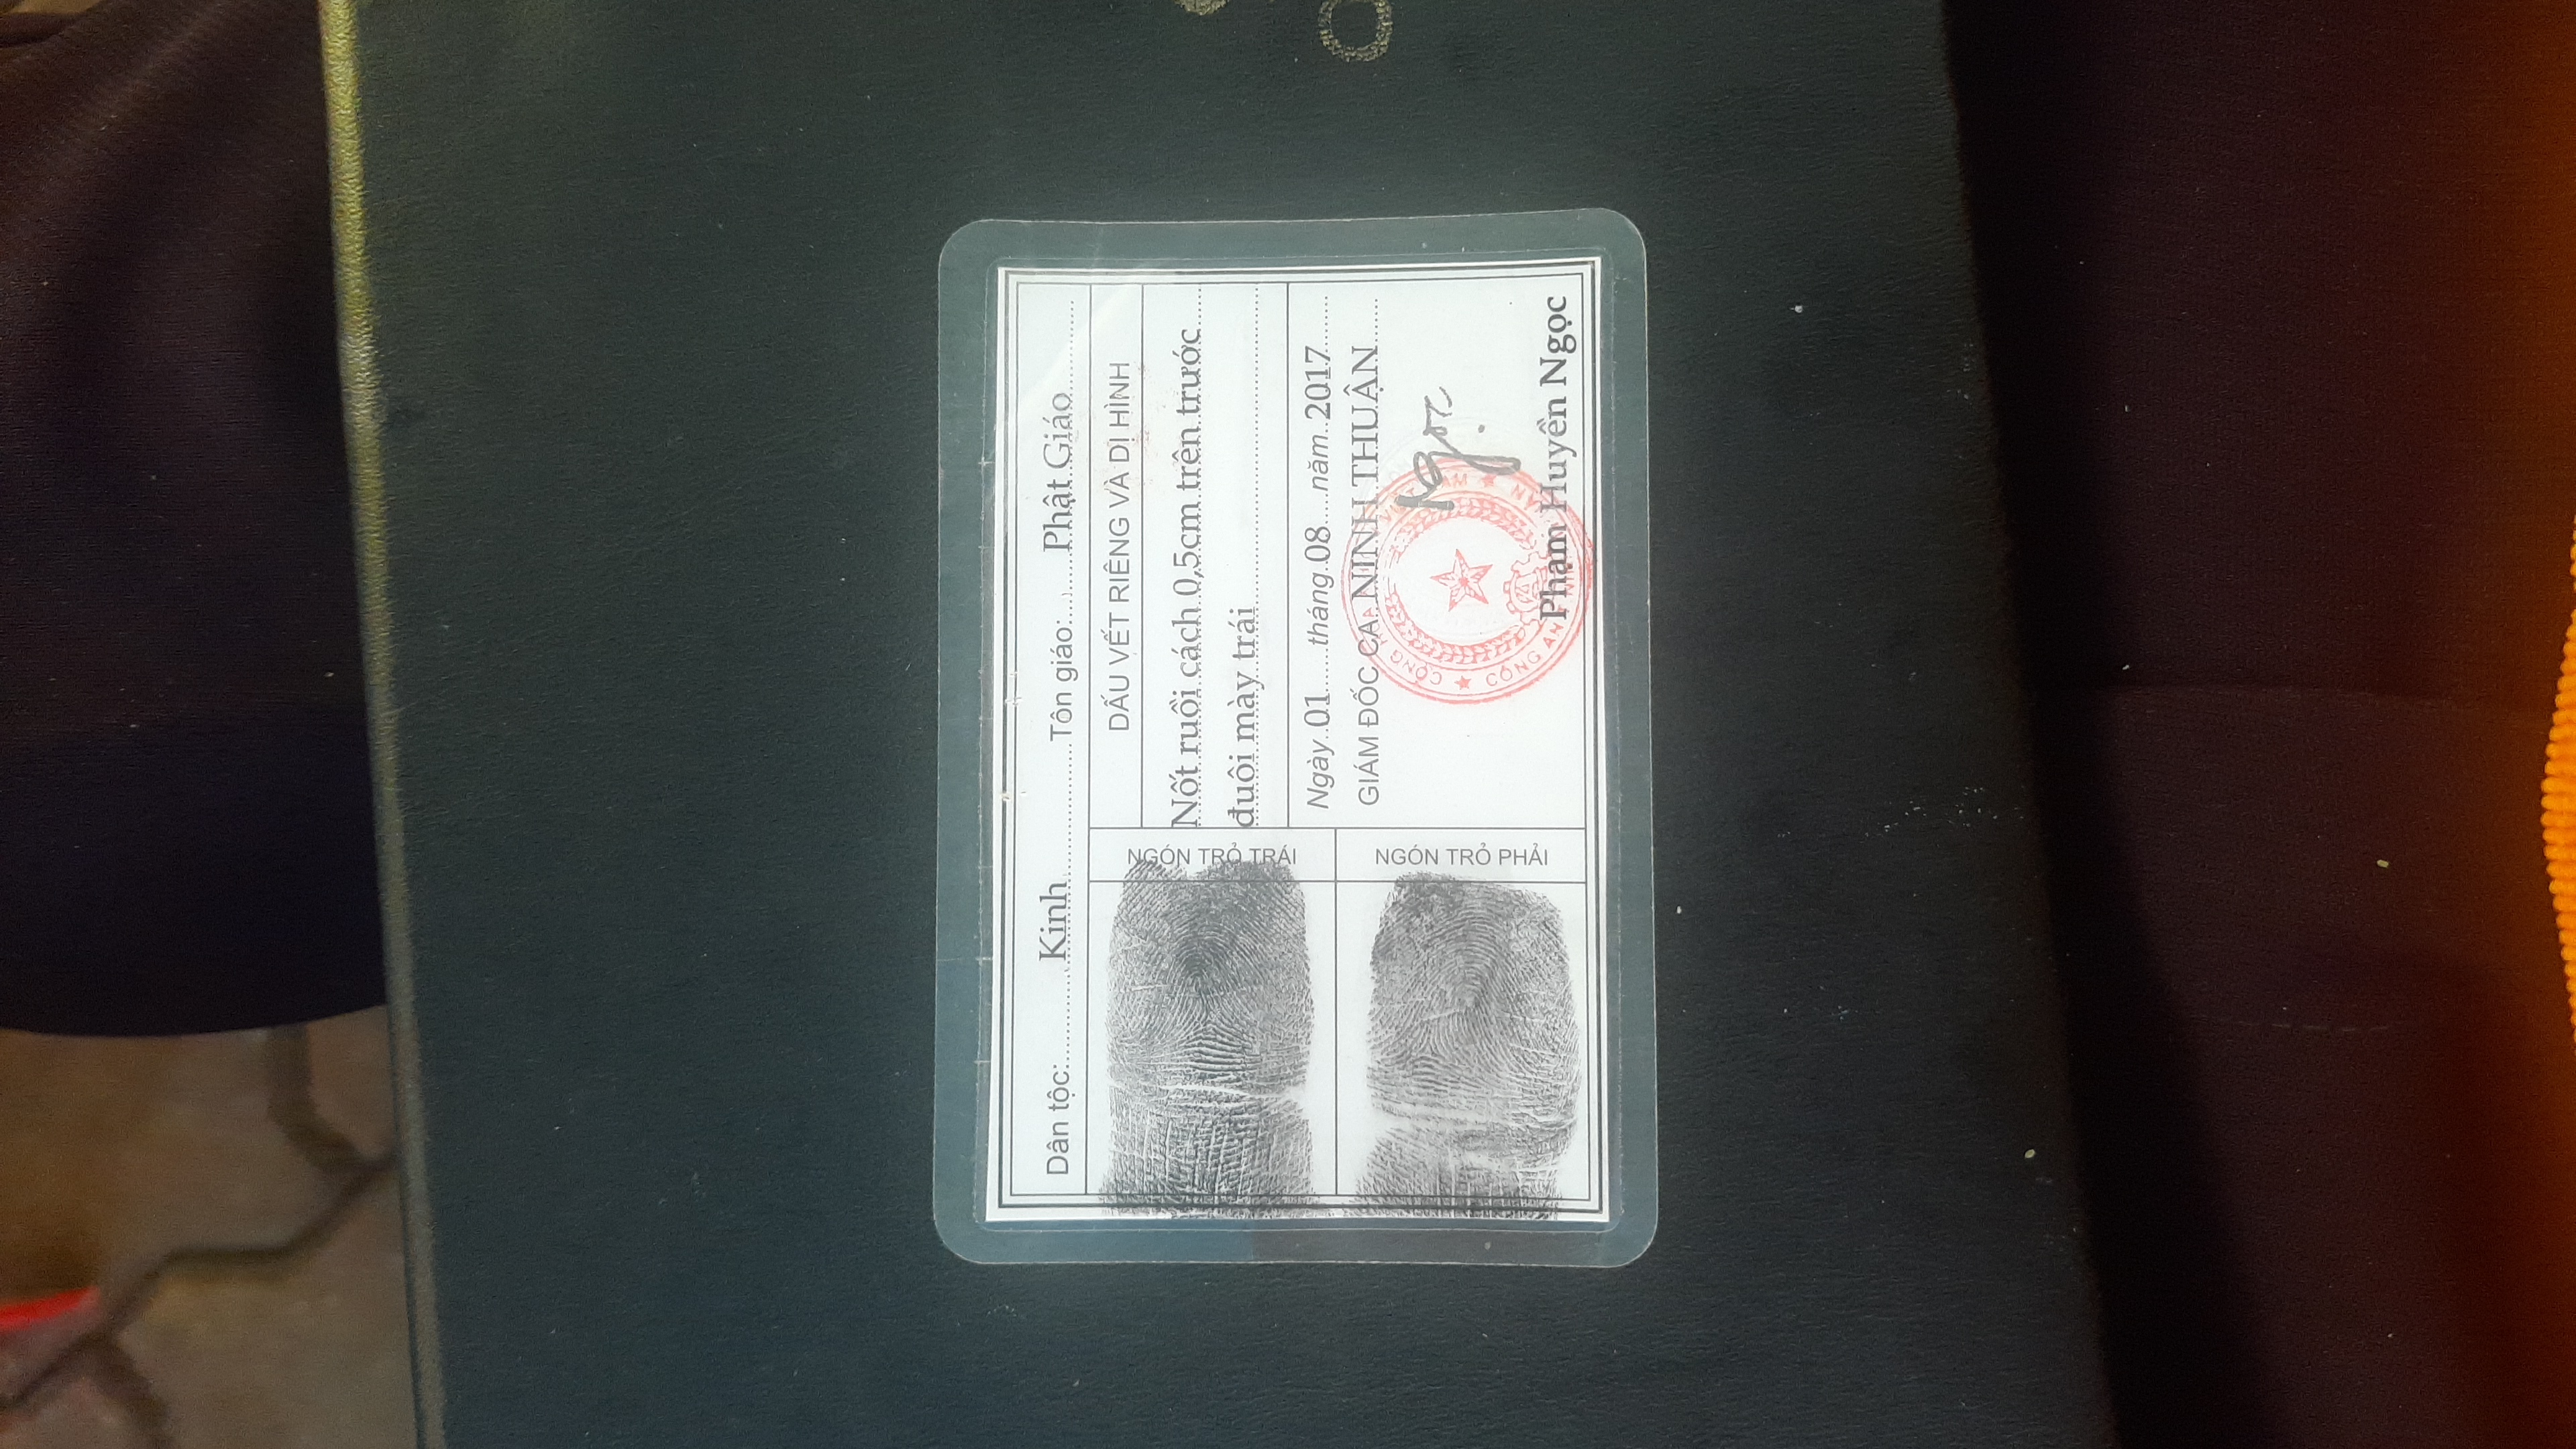 Dân tộc: Kinh Tôn giáo: Phật Giáo
NGÓN TRỎ TRÁI
NGÓN TRỎ PHẢI
DẤU VẾT RIÊNG VÀ DỊ HÌNH
Nốt ruồi cách 0,5cm trên trước
đuôi mày trái
Ngày 01 tháng 08 năm 2017
GIÁM ĐỐC CA: NINH THUẬN
CÔNG AN
Ngọc
Phạm Huyền Ngọc